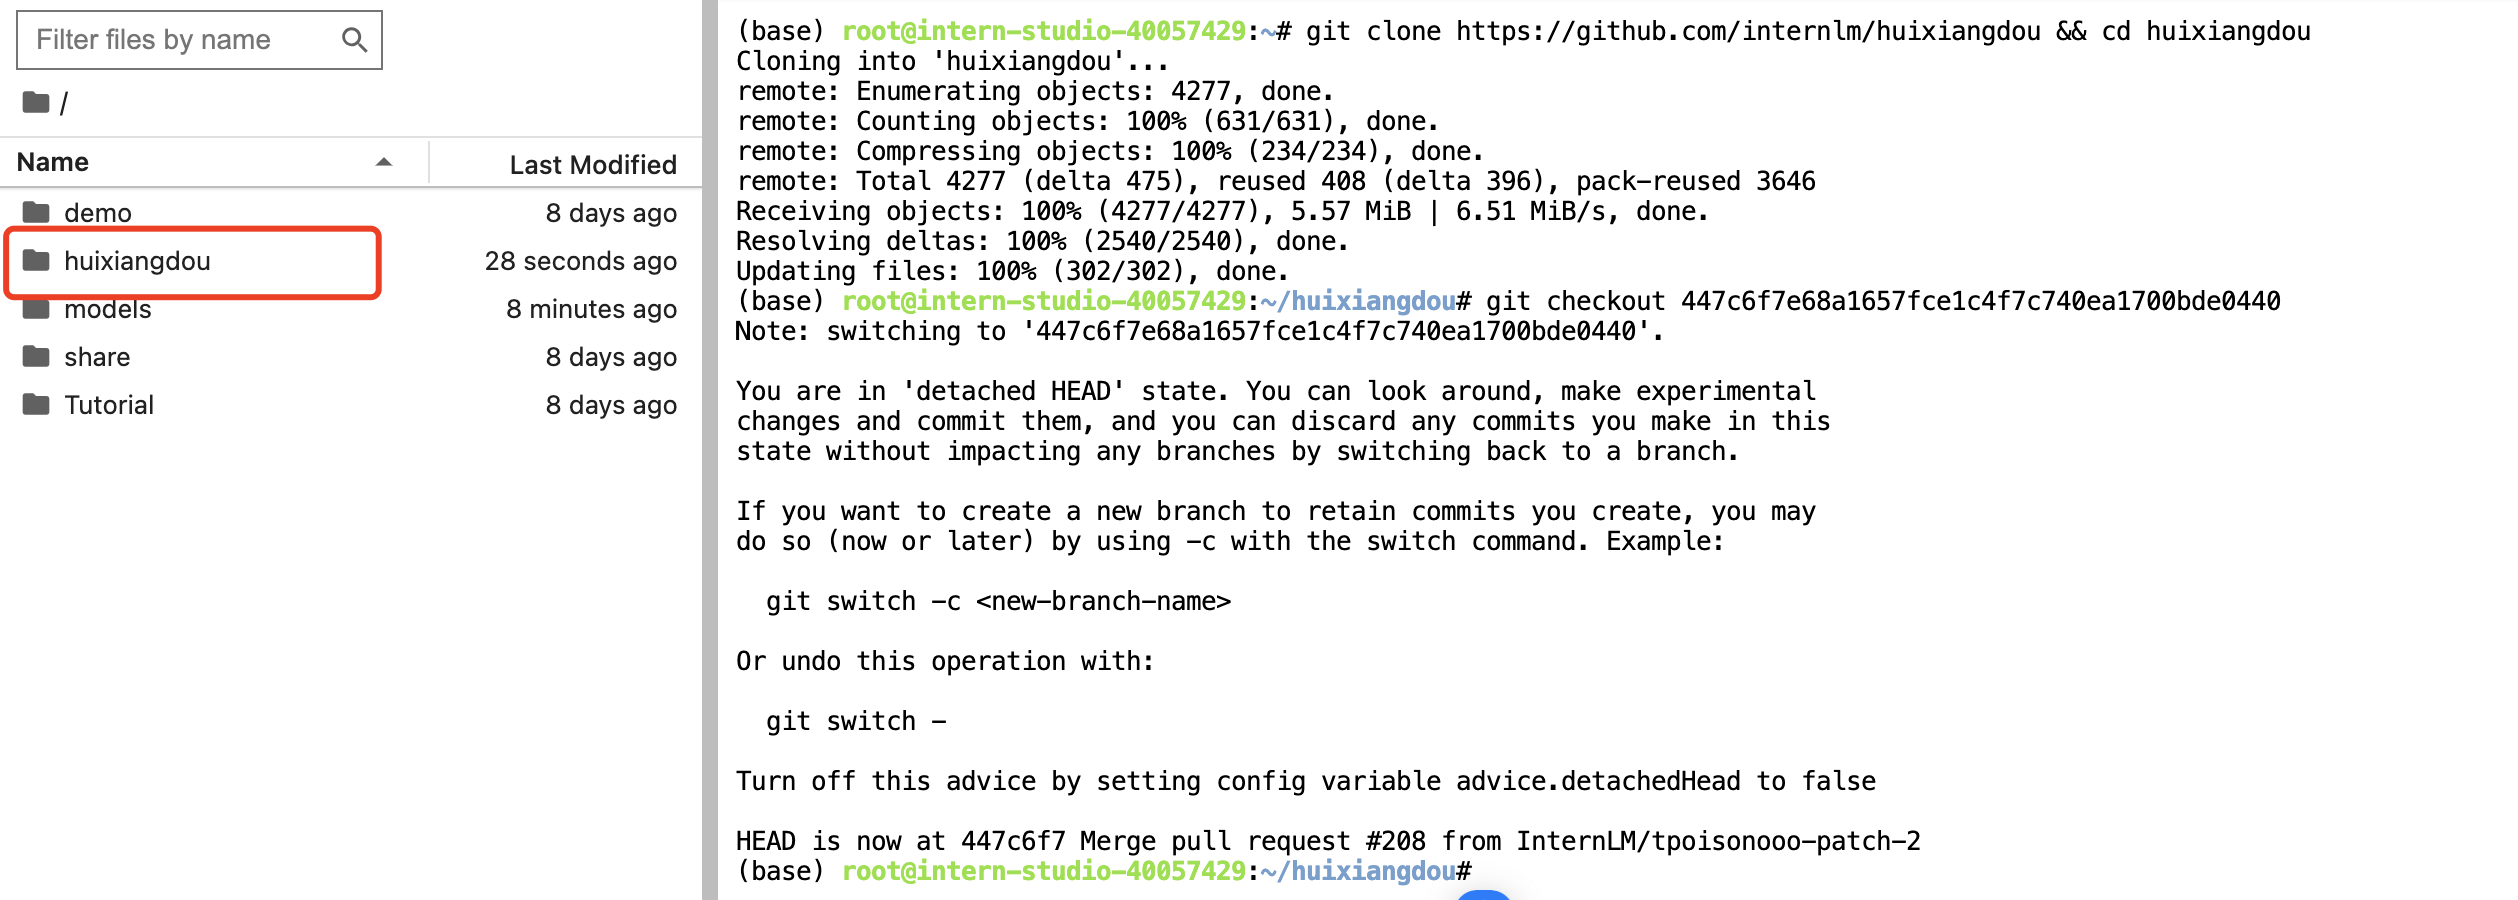 Filter files by name
/
Name Last Modified
demo 8 days ago
huixiangdou 28 seconds ago
models 8 minutes ago
share 8 days ago
Tutorial 8 days ago
(base) root@intern-studio-40057429:~# git clone https://github.com/internlm/huixiangdou && cd huixiangdou
Cloning into 'huixiangdou'...
remote: Enumerating objects: 4277, done.
remote: Counting objects: 100% (631/631), done.
remote: Compressing objects: 100% (234/234), done.
remote: Total 4277 (delta 475), reused 408 (delta 396), pack-reused 3646
Receiving objects: 100% (4277/4277), 5.57 MiB | 6.51 MiB/s, done.
Resolving deltas: 100% (2540/2540), done.
Updating files: 100% (302/302), done.
(base) root@intern-studio-40057429:~/huixiangdou# git checkout 447c6f7e68a1657fce1c4f7c740ea1700bde0440
Note: switching to '447c6f7e68a1657fce1c4f7c740ea1700bde0440'.
You are in 'detached HEAD' state. You can look around, make experimental
changes and commit them, and you can discard any commits you make in this
state without impacting any branches by switching back to a branch.
If you want to create a new branch to retain commits you create, you may
do so (now or later) by using -c with the switch command. Example:
git switch -c <new-branch-name>
Or undo this operation with:
git switch -
Turn off this advice by setting config variable advice.detachedHead to false
HEAD is now at 447c6f7 Merge pull request #208 from InternLM/tpoisonooo-patch-2
(base) root@intern-studio-40057429:~/huixiangdou#